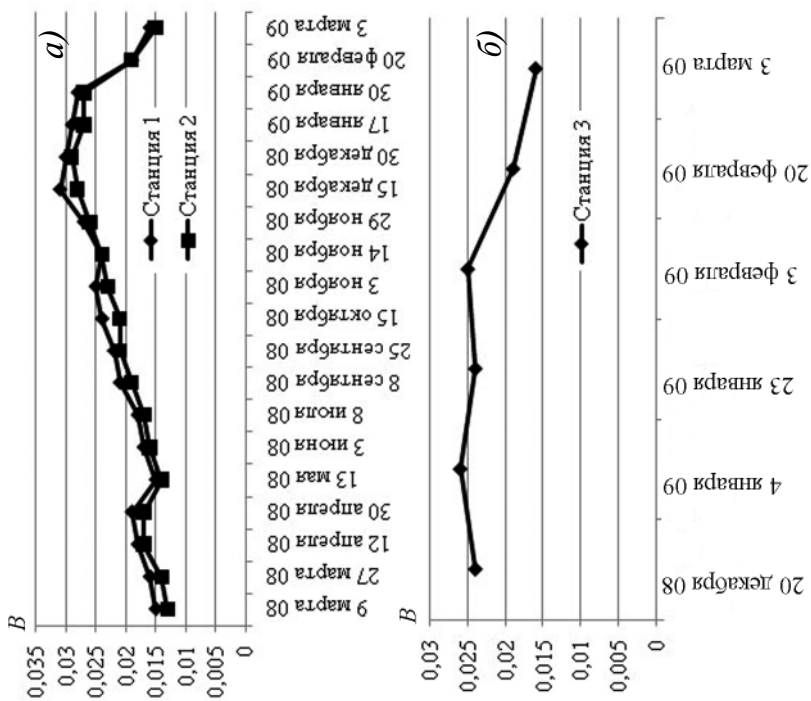 а)
В
0,035
0,03
0,025
0,02
0,015
0,01
0,005
0
Станция 1
Станция 2
9 марта 08
27 марта 08
12 апреля 08
30 апреля 08
13 мая 08
3 июня 08
8 июля 08
8 сентября 08
25 сентября 08
15 октября 08
3 ноября 08
14 ноября 08
29 ноября 08
15 декабря 08
30 декабря 08
17 января 09
30 января 09
20 февраля 09
3 марта 09
б)
В
0,03
0,025
0,02
0,015
0,01
0,005
0
Станция 3
20 декабря 08
4 января 09
23 января 09
3 февраля 09
20 февраля 09
3 марта 09